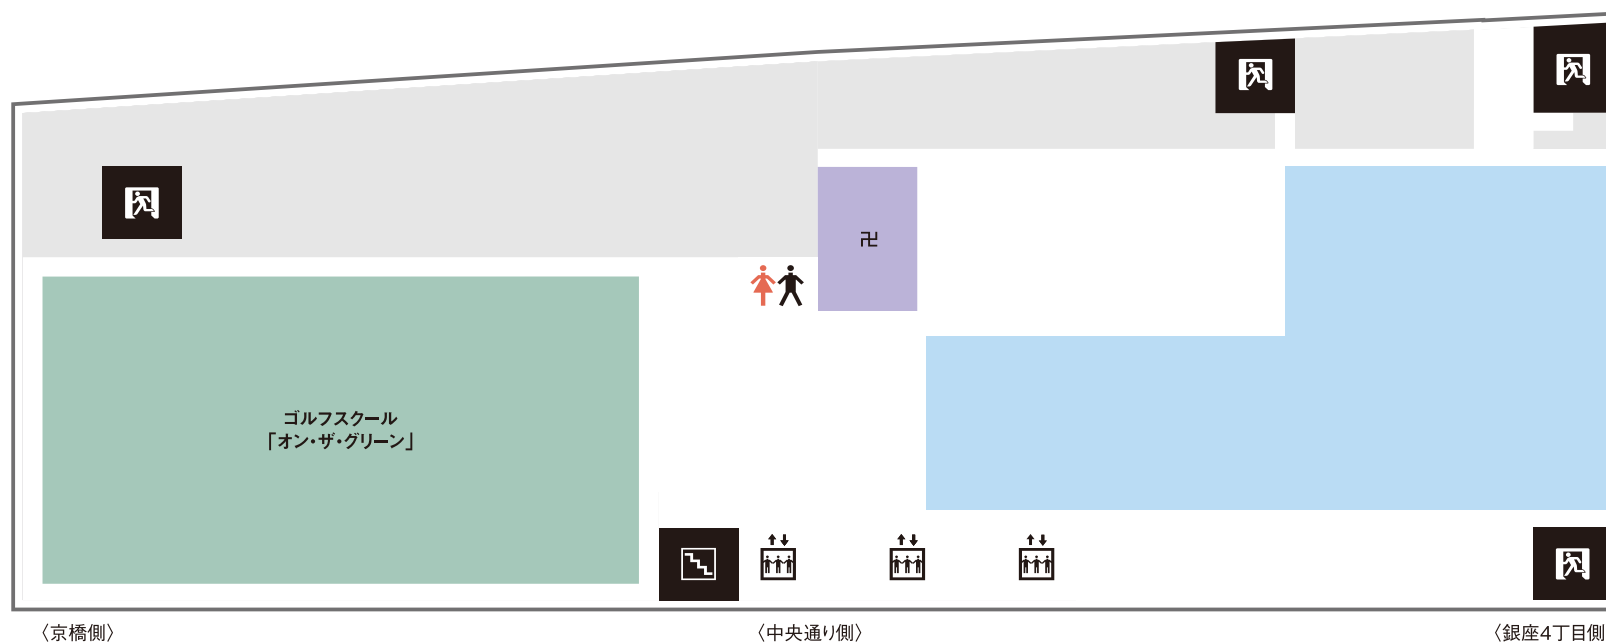 卍
ゴルフスクール
「オン・ザ・グリーン」
〈京橋側〉
〈中央通り側〉
〈銀座4丁目側